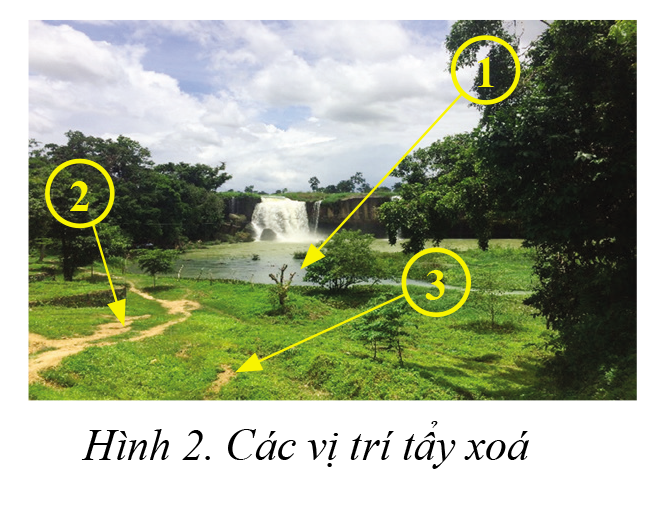 1
2
3
Hình 2. Các vị trí tẩy xoá